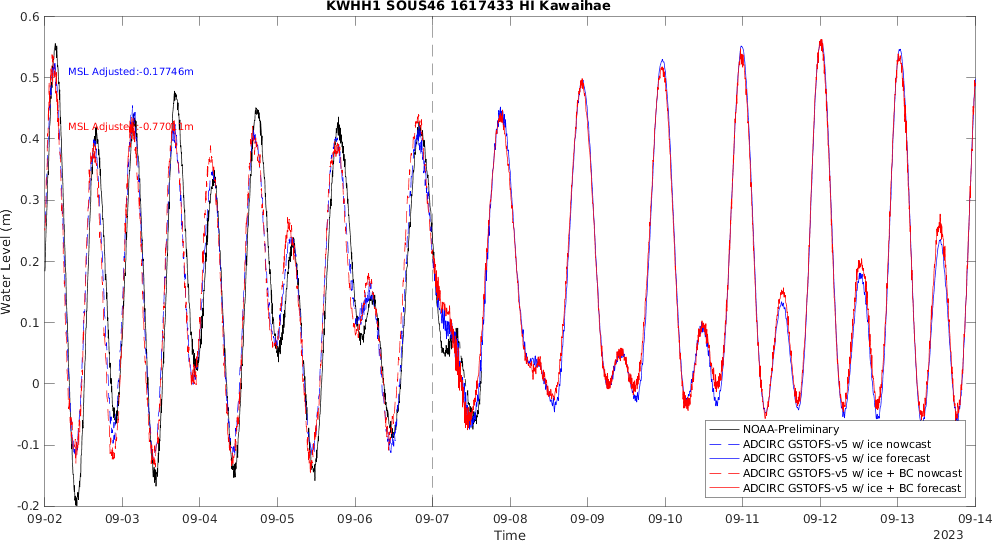 KWHH1 SOUS46 1617433 HI Kawaihae
0.6
0.5
0.4
0.3
0.2
0.1
0
-0.1
-0.2
Water Level (m)
MSL Adjusted:-0.17746m
MSL
NOAA-Preliminary
ADCIRC GSTOFS-v5 w/ ice nowcast
ADCIRC GSTOFS-v5 w/ ice forecast
ADCIRC GSTOFS-v5 w/ ice + BC nowcast
ADCIRC GSTOFS-v5 w/ ice + BC forecast
09-02 09-03 09-04 09-05 09-06 09-07 09-08 09-09 09-10 09-11 09-12 09-13 09-14
Time
2023